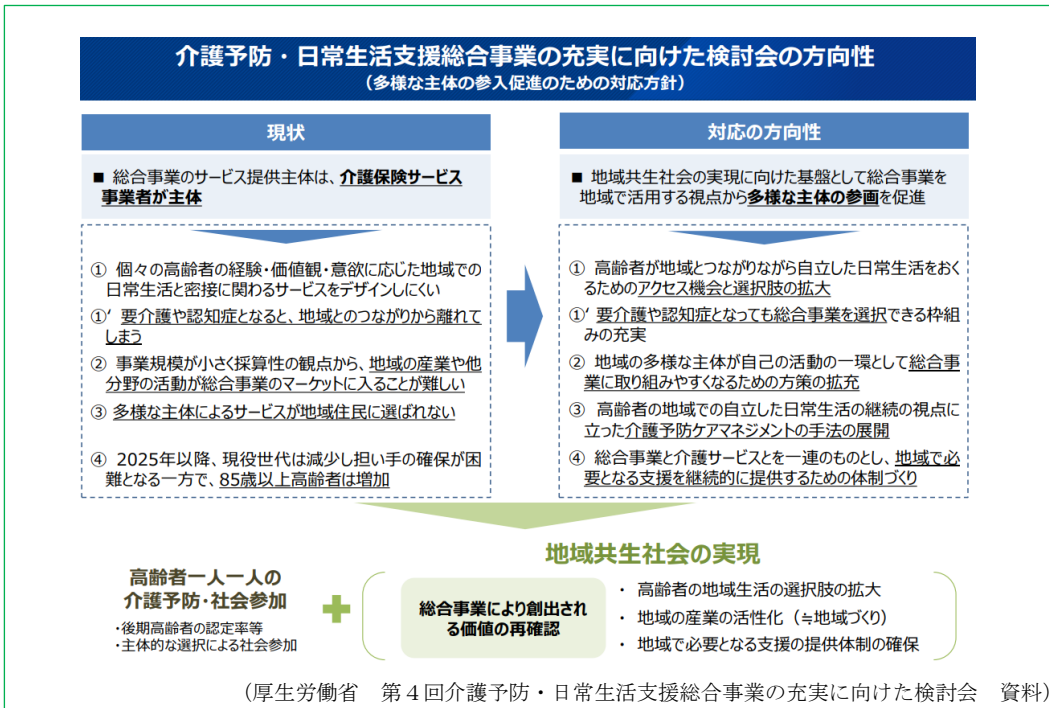 介護予防・日常生活支援総合事業の充実に向けた検討会の方向性
（多様な主体の参入促進のための対応方針）
現状
■ 総合事業のサービス提供主体は、介護保険サービス
事業者が主体
① 個々の高齢者の経験・価値観・意欲に応じた地域での
日常生活と密接に関わるサービスをデザインしにくい
①‘ 要介護や認知症となると、地域とのつながりから離れて
しまう
② 事業規模が小さく採算性の観点から、地域の産業や他
分野の活動が総合事業のマーケットに入ることが難しい
③ 多様な主体によるサービスが地域住民に選ばれない
④ 2025年以降、現役世代は減少し担い手の確保が困
難となる一方で、85歳以上高齢者は増加
対応の方向性
■ 地域共生社会の実現に向けた基盤として総合事業を
地域で活用する視点から多様な主体の参画を促進
① 高齢者が地域とつながりながら自立した日常生活をおく
るためのアクセス機会と選択肢の拡大
①‘ 要介護や認知症となっても総合事業を選択できる枠組
みの充実
② 地域の多様な主体が自己の活動の一環として総合事
業に取り組みやすくなるための方策の拡充
③ 高齢者の地域での自立した日常生活の継続の視点に
立った介護予防ケアマネジメントの手法の展開
④ 総合事業と介護サービスとを一連のものとし、地域で必
要となる支援を継続的に提供するための体制づくり
高齢者一人一人の
介護予防・社会参加
・後期高齢者の認定率等
・主体的な選択による社会参加
地域共生社会の実現
総合事業により創出され
る価値の再確認
・ 高齢者の地域生活の選択肢の拡大
・ 地域の産業の活性化（≒地域づくり）
・ 地域で必要となる支援の提供体制の確保
（厚生労働省　第４回介護予防・日常生活支援総合事業の充実に向けた検討会　資料）